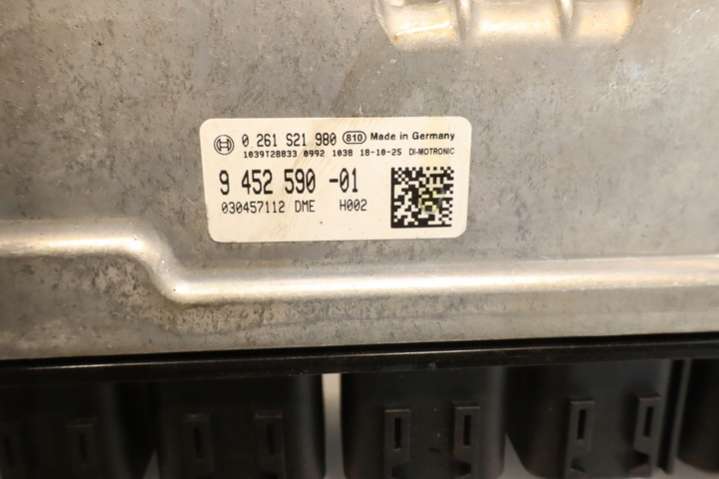 0 261 S21 980 810 Made in Germany
1039T28833 0992 1038 18-10-25 DI-MOTRONIC
9 452 590 -01
030457112 DME H002